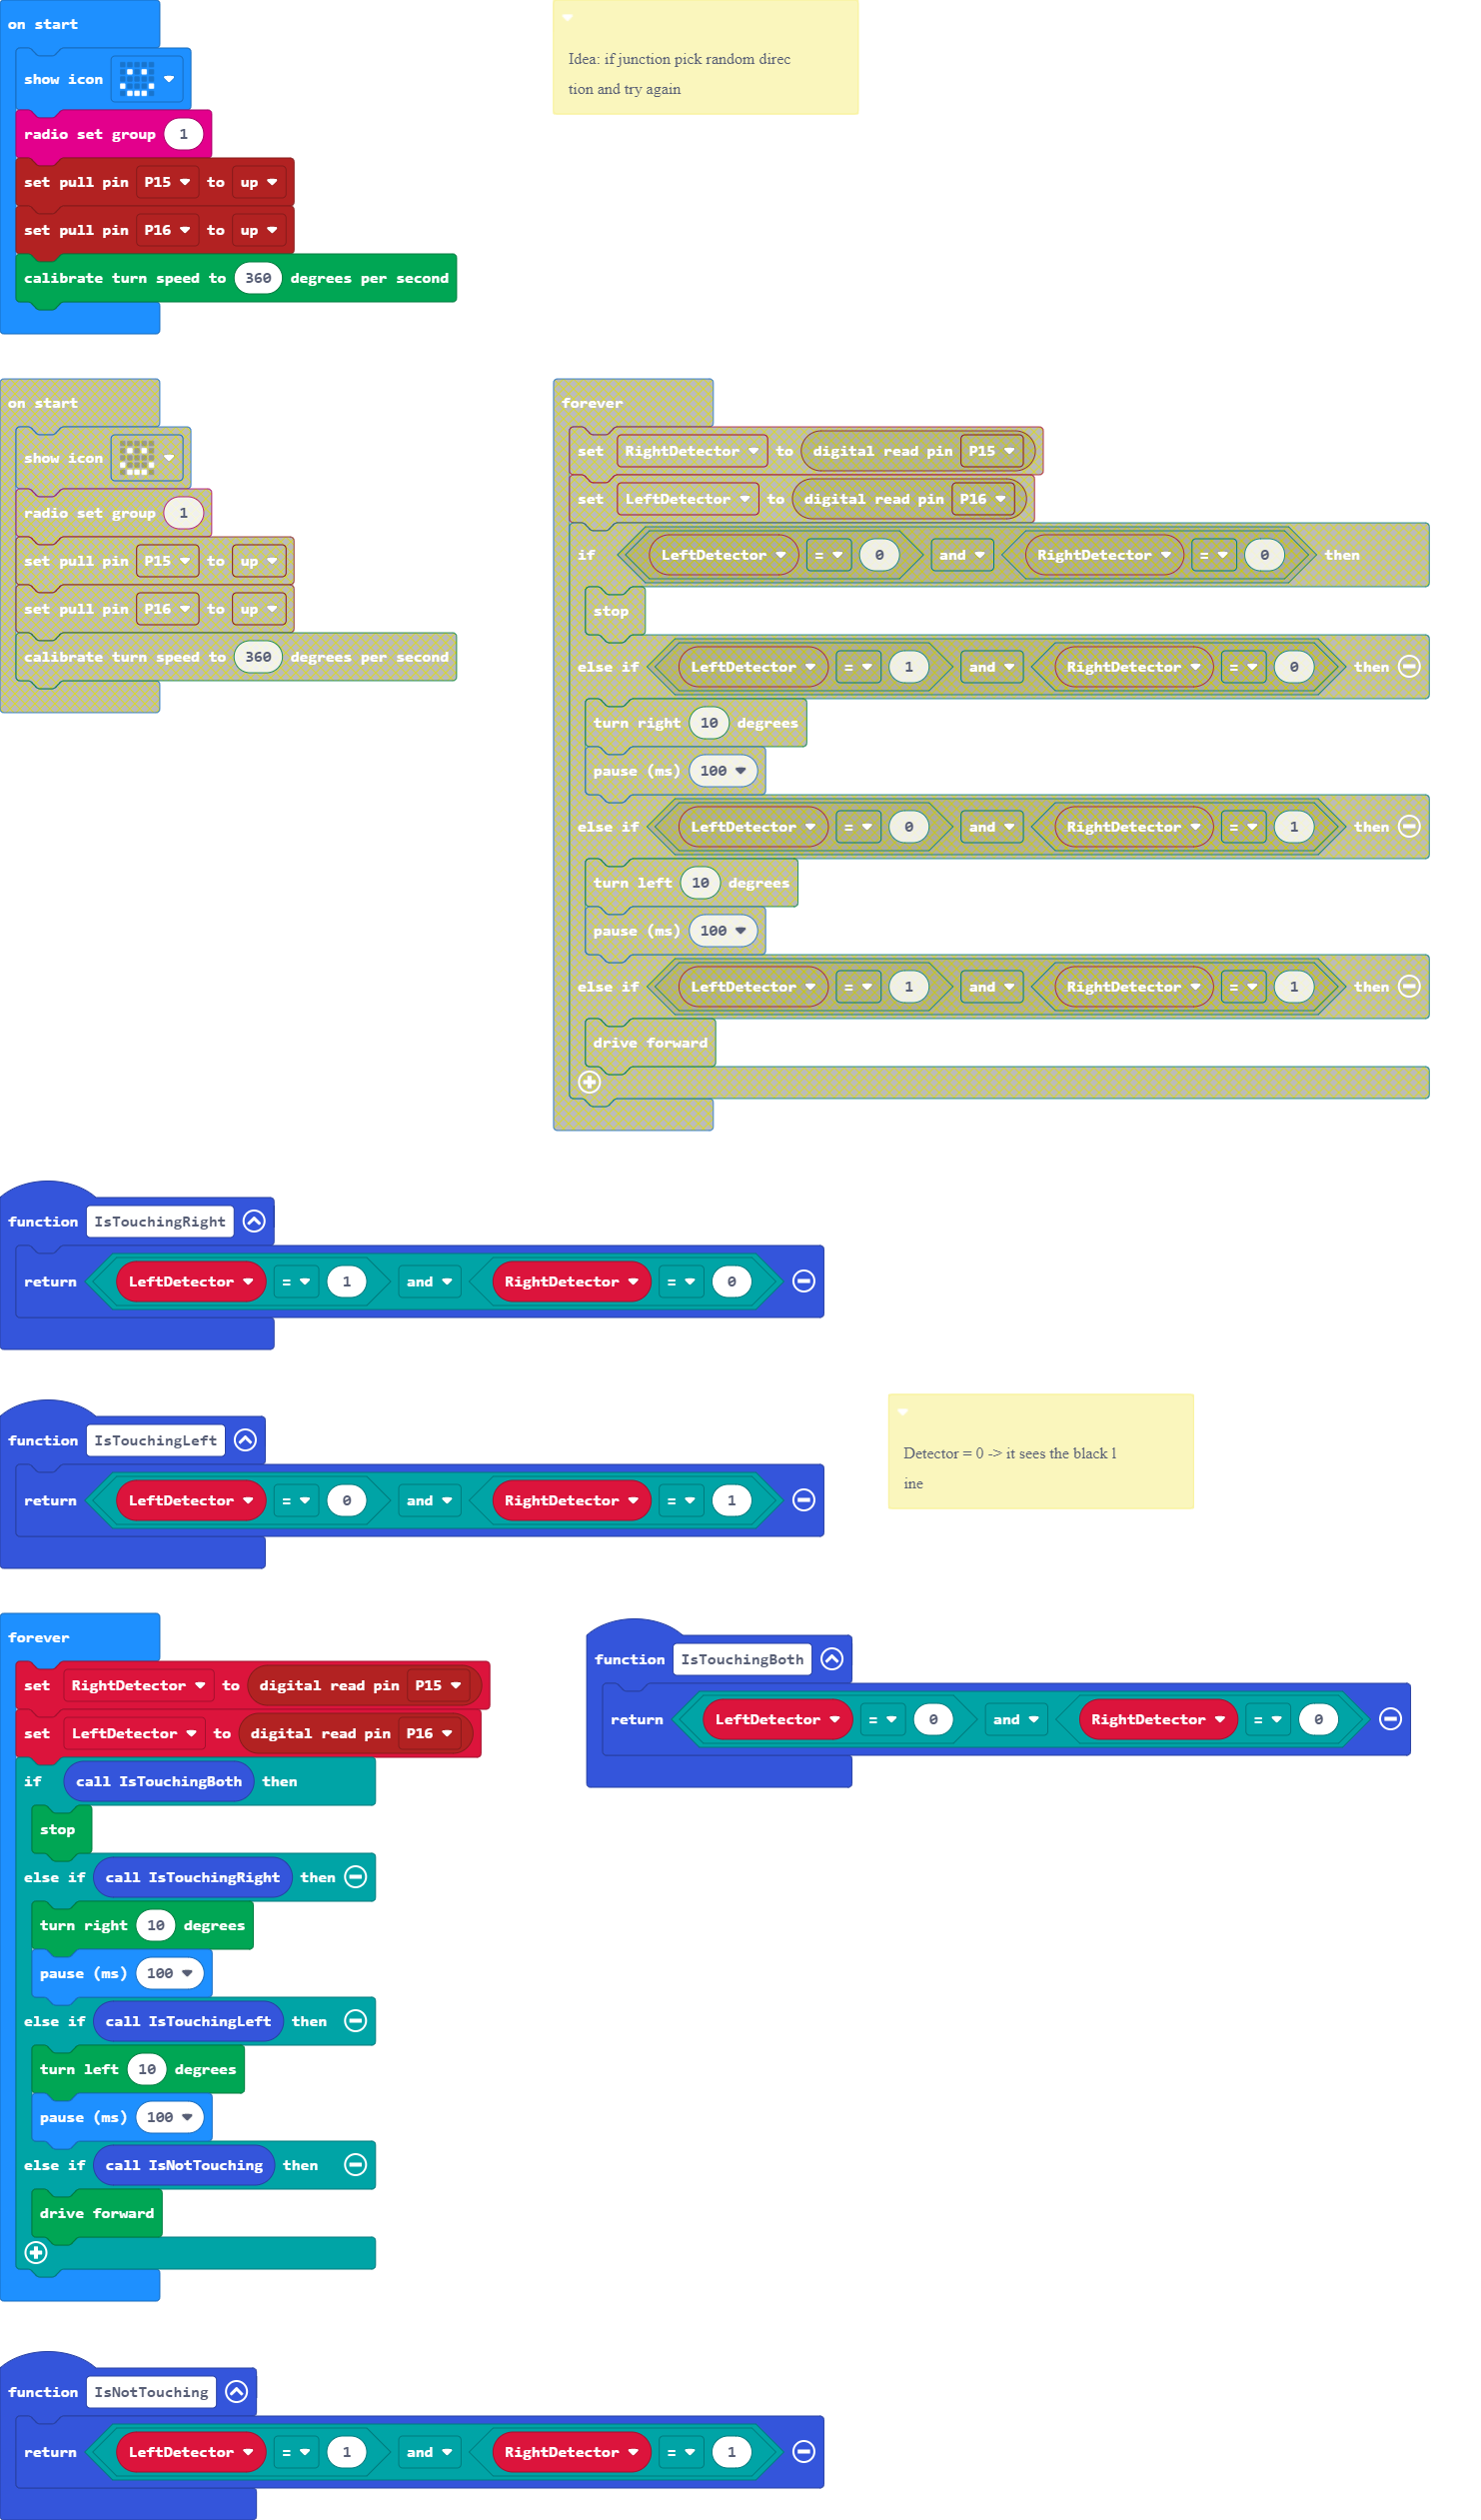 on start
show icon
radio set group 1
set pull pin P15 to up
set pull pin P16 to up
calibrate turn speed to 360 degrees per second
Idea: if junction pick random direc
tion and try again
on start
show icon
radio set group 1
set pull pin P15 to up
set pull pin P16 to up
calibrate turn speed to 360 degrees per second
forever
set RightDetector to digital read pin P15
set LeftDetector to digital read pin P16
if LeftDetector = 0 and RightDetector = 0 then
stop
else if LeftDetector = 1 and RightDetector = 0 then
turn right 10 degrees
pause (ms) 100
else if LeftDetector = 0 and RightDetector = 1 then
turn left 10 degrees
pause (ms) 100
else if LeftDetector = 1 and RightDetector = 1 then
drive forward
function IsTouchingRight
return LeftDetector = 1 and RightDetector = 0
function IsTouchingLeft
return LeftDetector = 0 and RightDetector = 1
Detector = 0 -> it sees the black l
ine
forever
set RightDetector to digital read pin P15
set LeftDetector to digital read pin P16
if call IsTouchingBoth then
stop
else if call IsTouchingRight then
turn right 10 degrees
pause (ms) 100
else if call IsTouchingLeft then
turn left 10 degrees
pause (ms) 100
else if call IsNotTouching then
drive forward
function IsTouchingBoth
return LeftDetector = 0 and RightDetector = 0
function IsNotTouching
return LeftDetector = 1 and RightDetector = 1